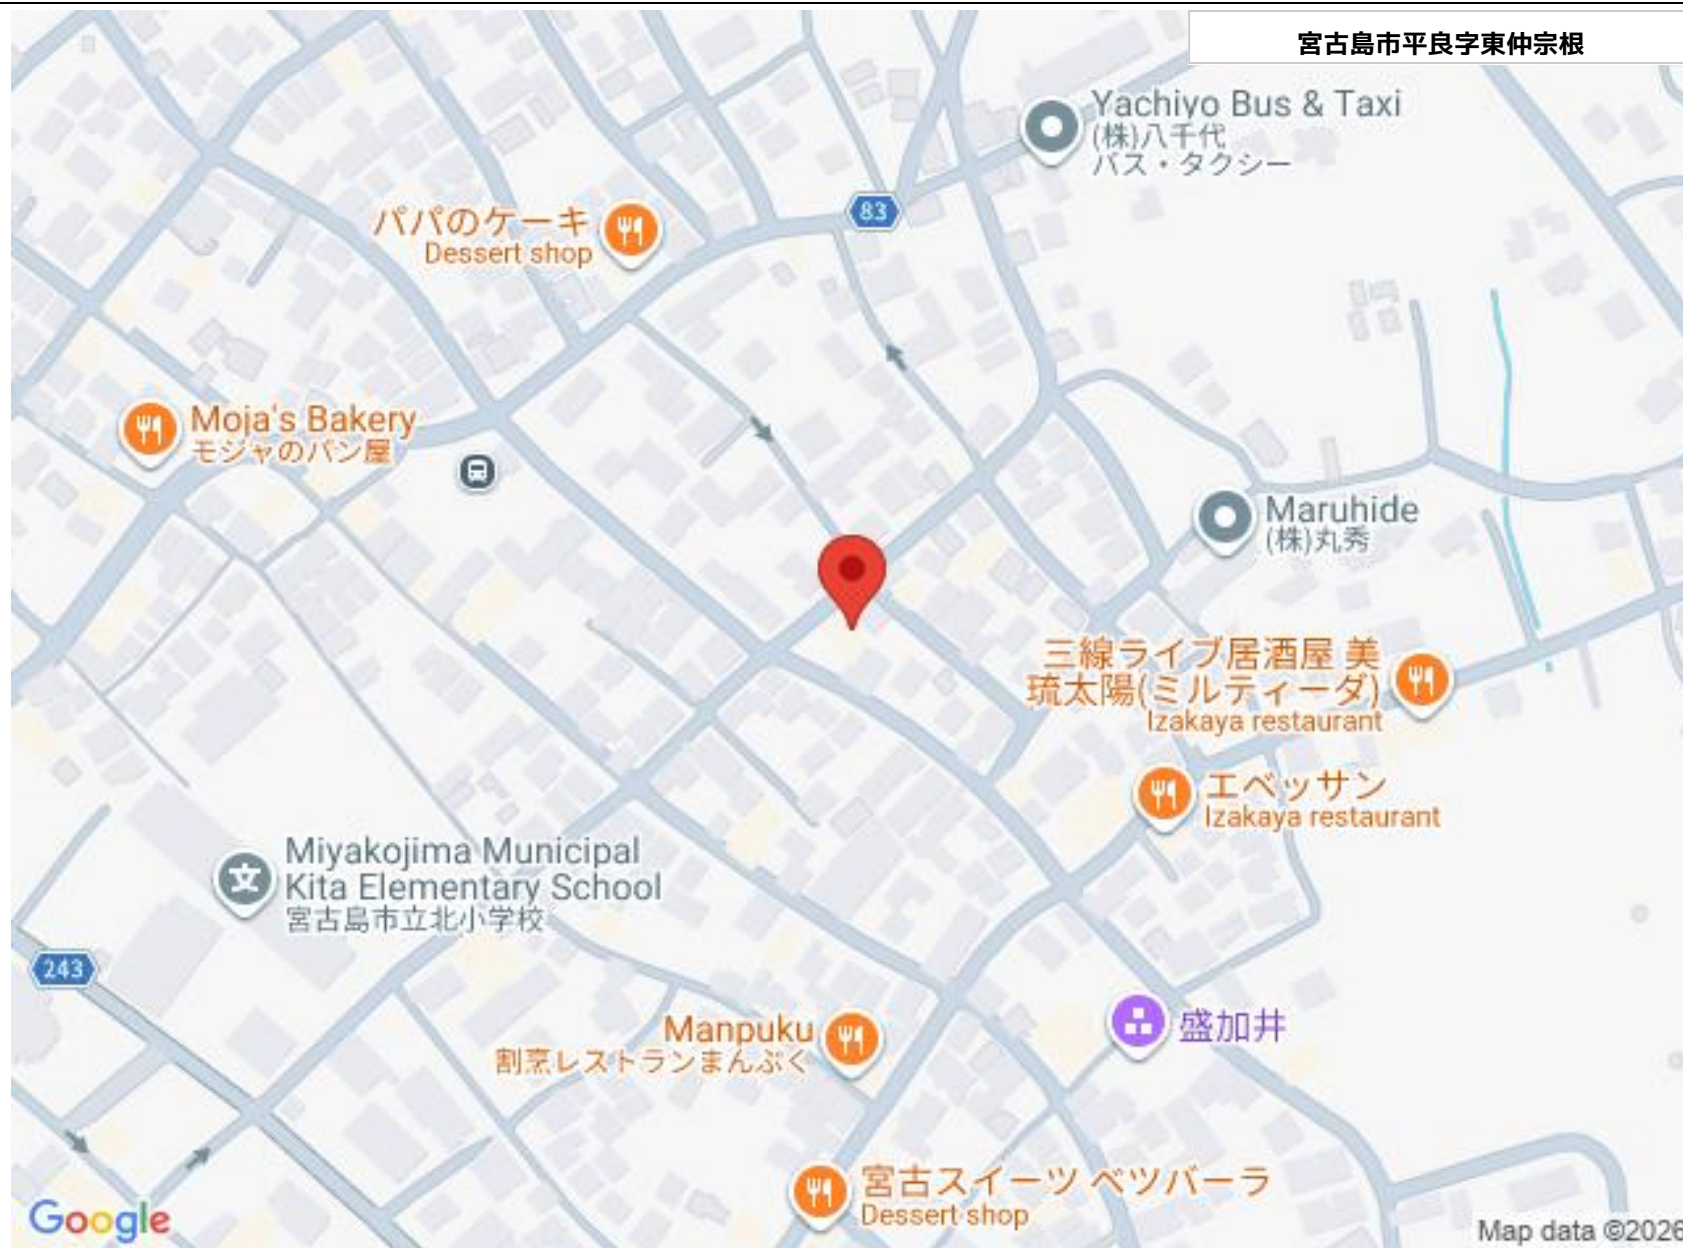 宮古島市平良字東仲宗根
Yachiyo Bus & Taxi
(株)八千代
バス・タクシー
83
パパのケーキ
Dessert shop
Moja's Bakery
モジャのパン屋
Maruhide
(株)丸秀
三線ライブ居酒屋 美
琉太陽(ミルティーダ)
Izakaya restaurant
エベッサン
Izakaya restaurant
Miyakojima Municipal
Kita Elementary School
宮古島市立北小学校
文
243
盛加井
Manpuku
割烹レストランまんぷく
宮古スイーツ ベツバーラ
Dessert shop
Google
Map data ©2026